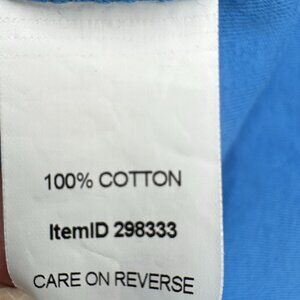 100% COTTON
ItemID 298333
CARE ON REVERSE